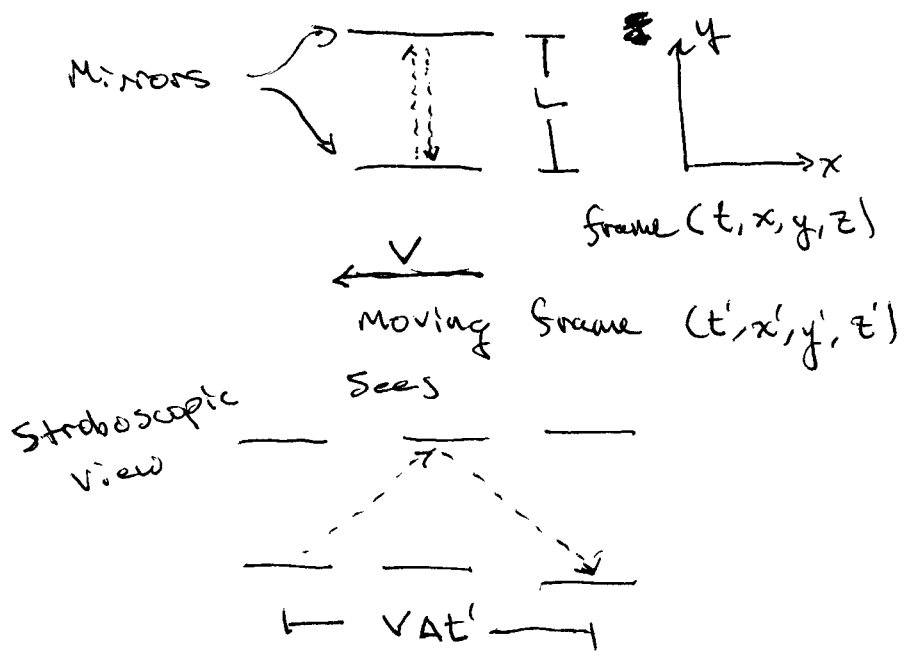 y
Mirrors
L
x
frame (t, x, y, z)
V
Moving frame (t', x', y', z')
Sees
Stroboscopic
View
VΔt'